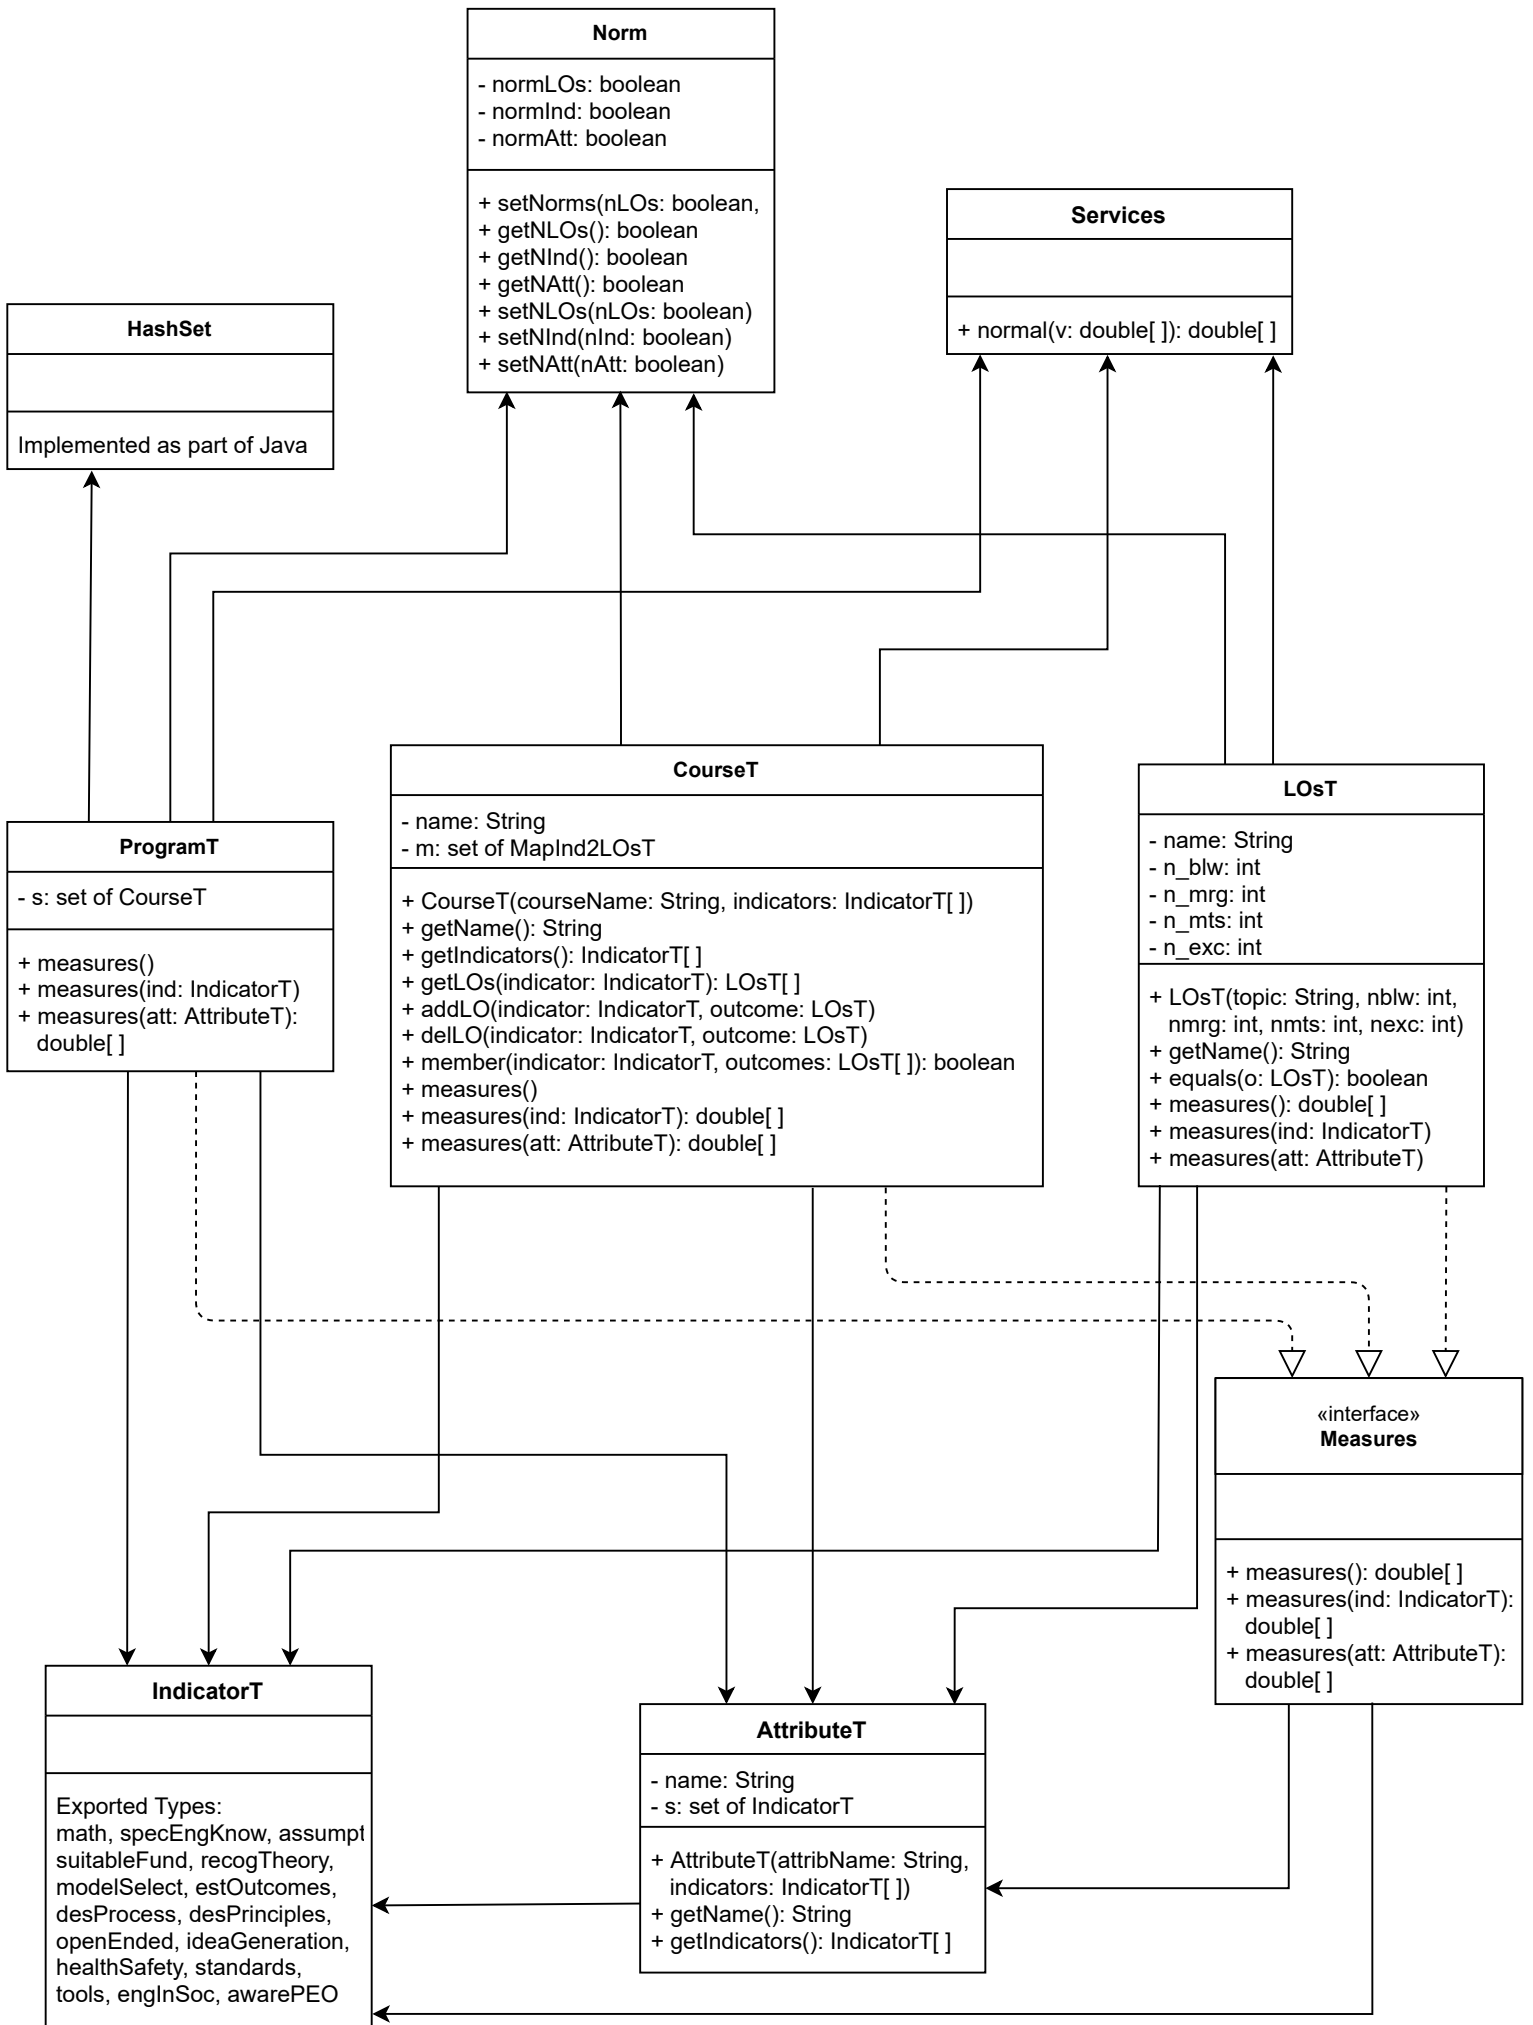 Norm
- normLOs: boolean
- normInd: boolean
- normAtt: boolean
+ setNorms(nLOs: boolean,
+ getNLOs(): boolean
+ getNInd(): boolean
+ getNAtt(): boolean
+ setNLOs(nLOs: boolean)
+ setNInd(nInd: boolean)
+ setNAtt(nAtt: boolean)
Services
+ normal(v: double[ ]): double[ ]
HashSet
Implemented as part of Java
CourseT
- name: String
- m: set of MapInd2LOsT
+ CourseT(courseName: String, indicators: IndicatorT[ ])
+ getName(): String
+ getIndicators(): IndicatorT[ ]
+ getLOs(indicator: IndicatorT): LOsT[ ]
+ addLO(indicator: IndicatorT, outcome: LOsT)
+ delLO(indicator: IndicatorT, outcome: LOsT)
+ member(indicator: IndicatorT, outcomes: LOsT[ ]): boolean
+ measures()
+ measures(ind: IndicatorT): double[ ]
+ measures(att: AttributeT): double[ ]
LOsT
- name: String
- n_blw: int
- n_mrg: int
- n_mts: int
- n_exc: int
+ LOsT(topic: String, nblw: int,
nmrg: int, nmts: int, nexc: int)
+ getName(): String
+ equals(o: LOsT): boolean
+ measures(): double[ ]
+ measures(ind: IndicatorT)
+ measures(att: AttributeT)
ProgramT
- s: set of CourseT
+ measures()
+ measures(ind: IndicatorT)
+ measures(att: AttributeT):
double[ ]
«interface»
Measures
+ measures(): double[ ]
+ measures(ind: IndicatorT):
double[ ]
+ measures(att: AttributeT):
double[ ]
IndicatorT
Exported Types:
math, specEngKnow, assumpt
suitableFund, recogTheory,
modelSelect, estOutcomes,
desProcess, desPrinciples,
openEnded, ideaGeneration,
healthSafety, standards,
tools, engInSoc, awarePEO
AttributeT
- name: String
- s: set of IndicatorT
+ AttributeT(attribName: String,
indicators: IndicatorT[ ])
+ getName(): String
+ getIndicators(): IndicatorT[ ]